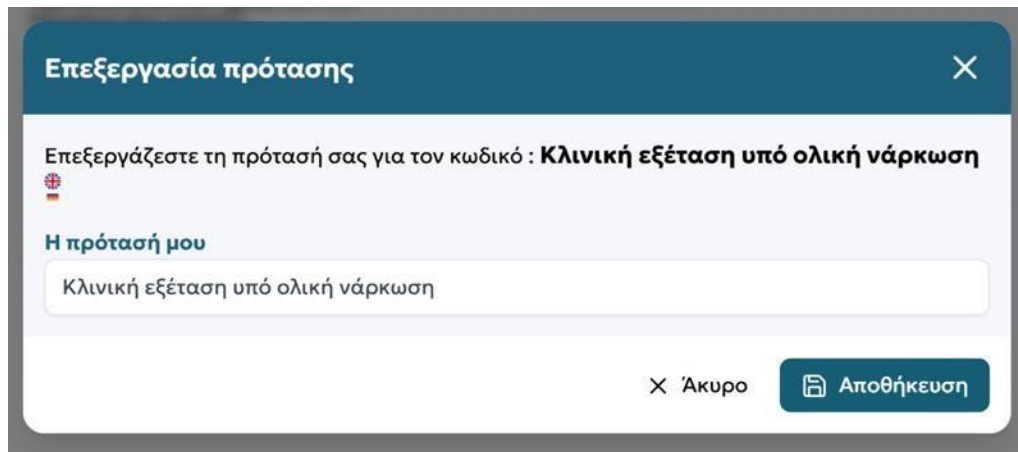 Επεξεργασία πρότασης
Επεξεργάζεστε τη πρότασή σας για τον κωδικό : Κλινική εξέταση υπό ολική νάρκωση
Η πρότασή μου
Κλινική εξέταση υπό ολική νάρκωση
Άκυρο
Αποθήκευση